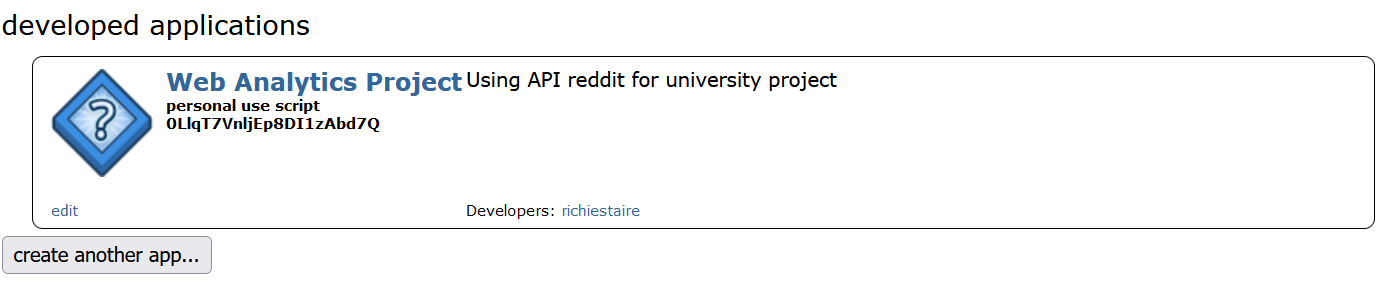 developed applications
Web Analytics Project Using API reddit for university project
personal use script
0LlqT7VnljEp8DI1zAbd7Q
edit Developers: richiestaire
create another app...